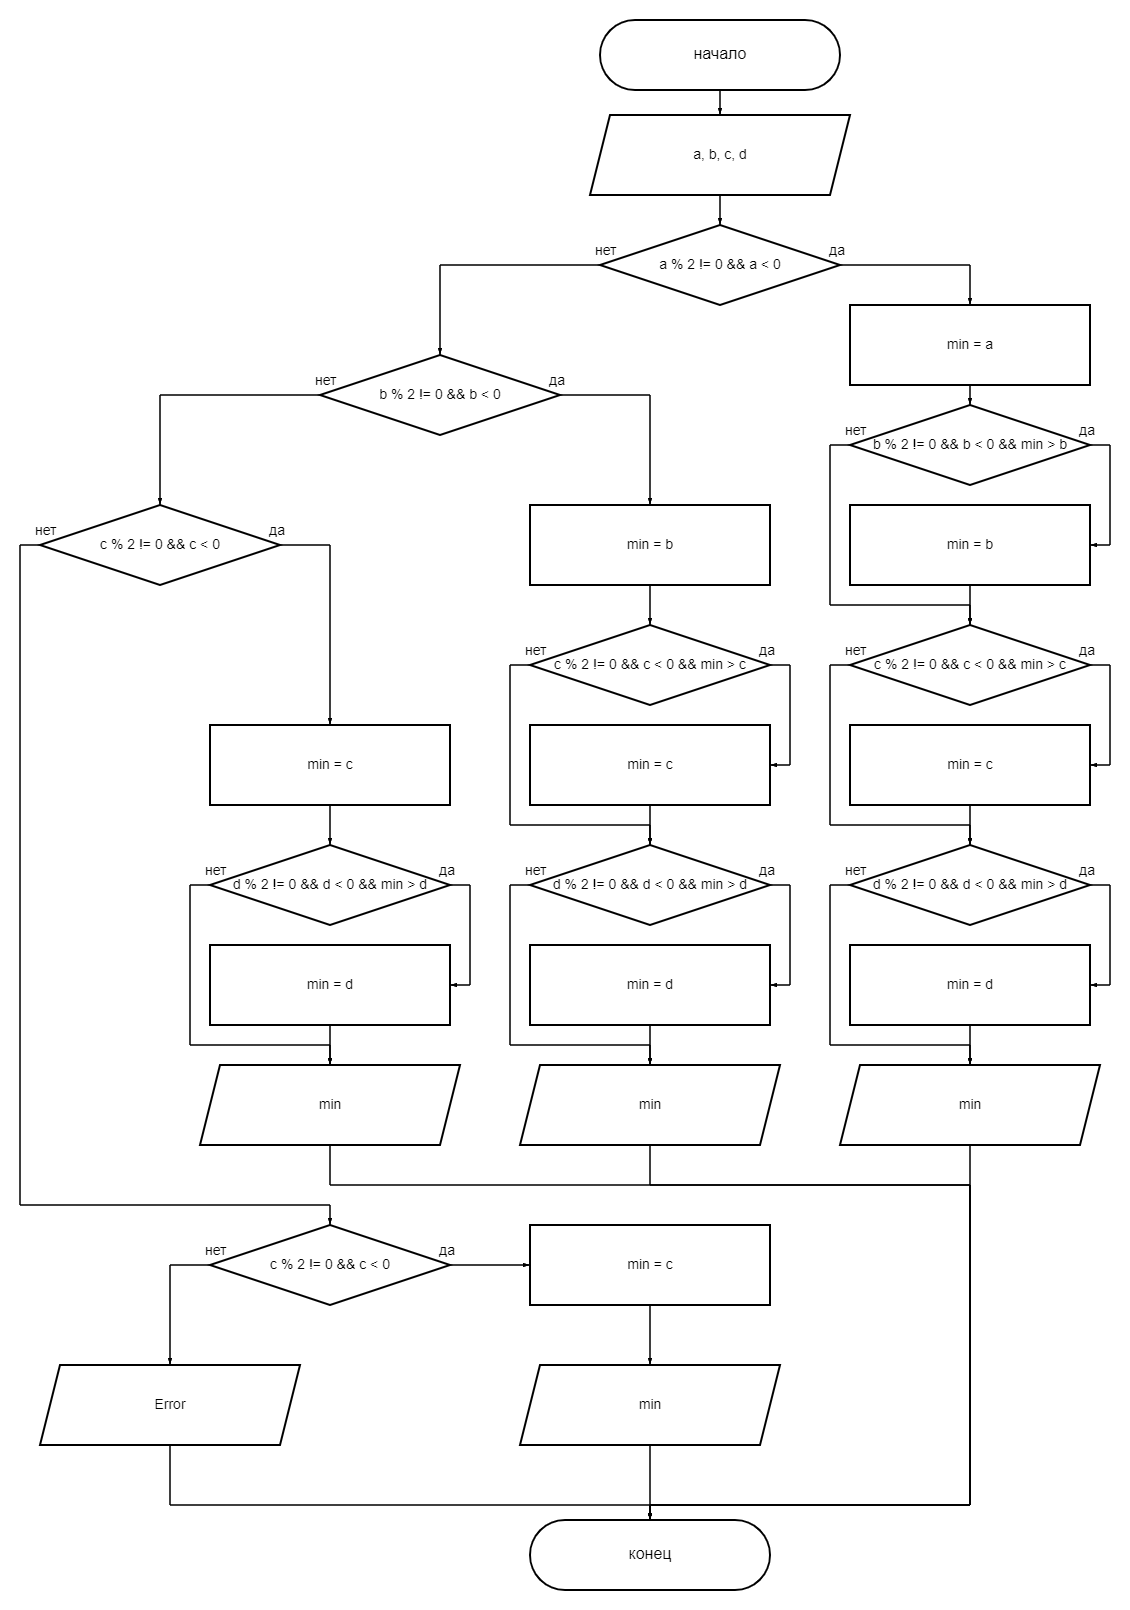 начало
a, b, c, d
нет
да
a % 2 != 0 && a < 0
min = a
нет
да
b % 2 != 0 && b < 0
нет
да
b % 2 != 0 && b < 0 && min > b
нет
да
c % 2 != 0 && c < 0
min = b
min = b
нет
да
c % 2 != 0 && c < 0 && min > c
нет
да
c % 2 != 0 && c < 0 && min > c
min = c
min = c
min = c
нет
да
d % 2 != 0 && d < 0 && min > d
нет
да
d % 2 != 0 && d < 0 && min > d
нет
да
d % 2 != 0 && d < 0 && min > d
min = d
min = d
min = d
min
min
min
нет
да
c % 2 != 0 && c < 0
min = c
Error
min
конец